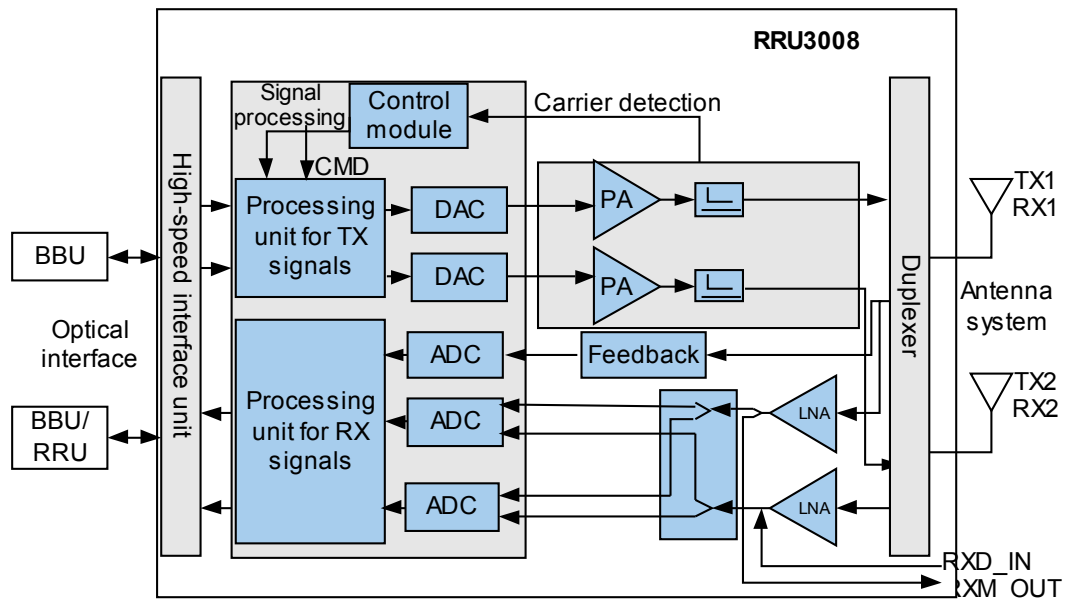 RRU3008
Signal
processing
Control
module
Carrier detection
CMD
High-speed interface unit
Processing
unit for TX
signals
DAC
DAC
PA
PA
Duplexer
TX1
RX1
BBU
Optical
interface
Antenna
system
ADC
Feedback
Processing
unit for RX
signals
ADC
LNA
TX2
RX2
BBU/
RRU
ADC
LNA
RXD_IN
RXM_OUT